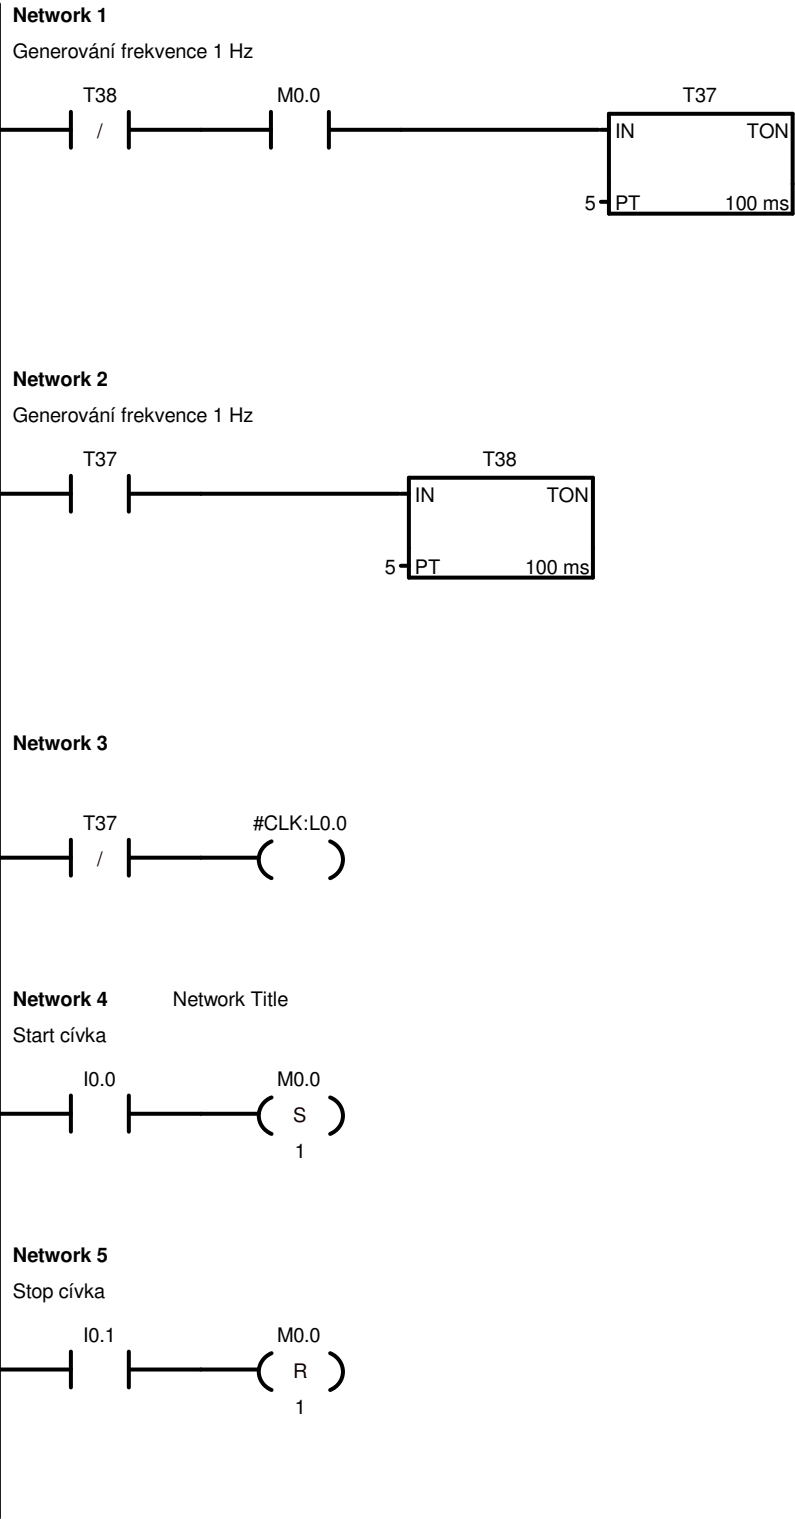 Network 1
Generování frekvence 1 Hz
T38 M0.0 T37
/ IN TON
5 PT 100 ms
Network 2
Generování frekvence 1 Hz
T37 T38
IN TON
5 PT 100 ms
Network 3
T37 #CLK:L0.0
/
Network 4 Network Title
Start cívka
I0.0 M0.0
S
1
Network 5
Stop cívka
I0.1 M0.0
R
1